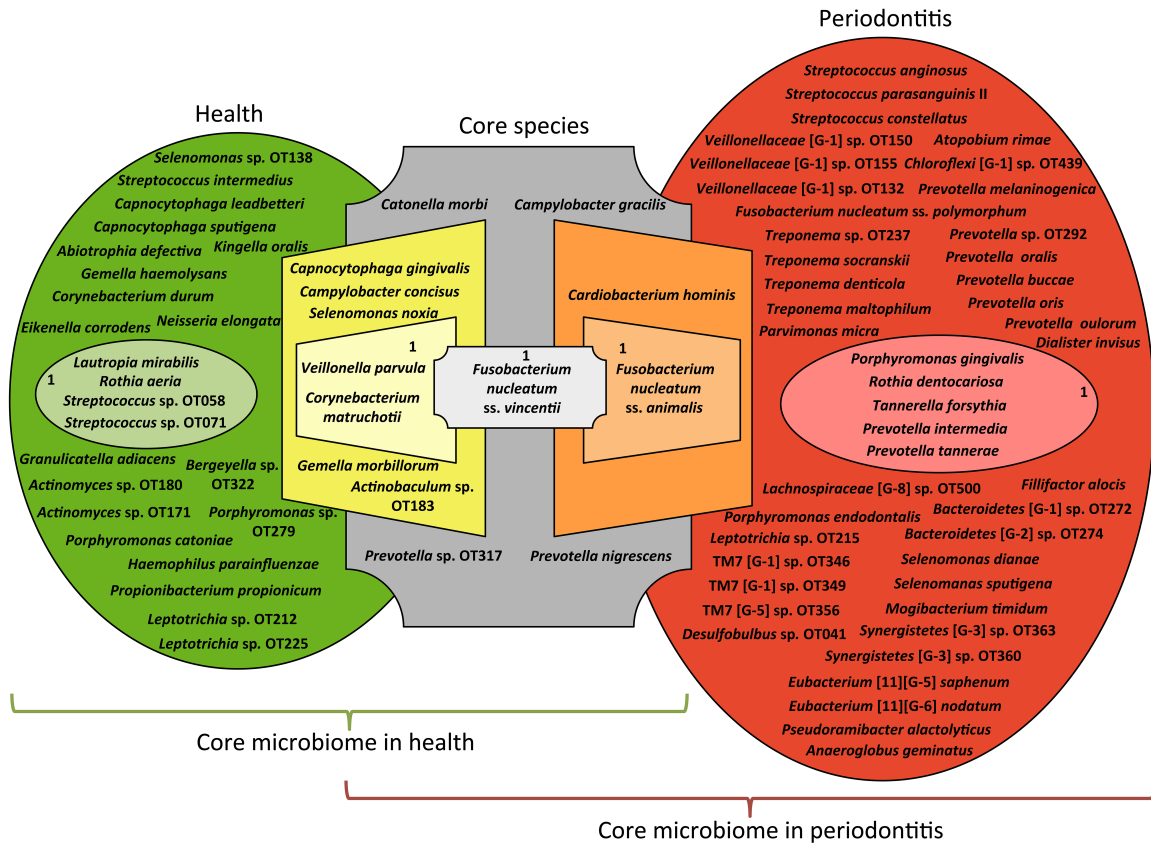 Periodontitis
Health
Core species
Selenomonas sp. OT138
Streptococcus intermedius
Capnocytophaga leadbetteri
Capnocytophaga sputigena
Abiotrophia defectiva
Kingella oralis
Gemella haemolysans
Corynebacterium durum
Eikenella corrodens
Neisseria elongata
1
Lautropia mirabilis
Rothia aeria
Streptococcus sp. OT058
Streptococcus sp. OT071
Granulicatella adiacens
Bergeyella sp.
OT322
Actinomyces sp. OT180
Actinomyces sp. OT171
Porphyromonas sp.
OT279
Porphyromonas catoniae
Haemophilus parainfluenzae
Propionibacterium propionicum
Leptotrichia sp. OT212
Leptotrichia sp. OT225
Catonella morbi
Campylobacter gracilis
Capnocytophaga gingivalis
Campylobacter concisus
Selenomonas noxia
1
Veillonella parvula
Corynebacterium
matruchotii
Gemella morbillorum
Actinobaculum sp.
OT183
1
Fusobacterium
nucleatum
ss. vincentii
Cardiobacterium hominis
1
Fusobacterium
nucleatum
ss. animalis
Prevotella sp. OT317
Prevotella nigrescens
Streptococcus anginosus
Streptococcus parasanguinis II
Streptococcus constellatus
Veillonellaceae [G-1] sp. OT150
Atopobium rimae
Veillonellaceae [G-1] sp. OT155
Chloroflexi [G-1] sp. OT439
Veillonellaceae [G-1] sp. OT132
Prevotella melaninogenica
Fusobacterium nucleatum ss. polymorphum
Treponema sp. OT237
Prevotella sp. OT292
Treponema socranskii
Prevotella oralis
Treponema denticola
Prevotella buccae
Treponema maltophilum
Prevotella oris
Parvimonas micra
Prevotella oulorum
Dialister invisus
Porphyromonas gingivalis
Rothia dentocariosa
Tannerella forsythia
Prevotella intermedia
Prevotella tannerae
1
Lachnospiraceae [G-8] sp. OT500
Fillifactor alocis
Porphyromonas endodontalis
Bacteroidetes [G-1] sp. OT272
Leptotrichia sp. OT215
Bacteroidetes [G-2] sp. OT274
TM7 [G-1] sp. OT346
Selenomonas dianae
TM7 [G-1] sp. OT349
Selenomanas sputigena
TM7 [G-5] sp. OT356
Mogibacterium timidum
Desulfobulbus sp. OT041
Synergistetes [G-3] sp. OT363
Synergistetes [G-3] sp. OT360
Eubacterium [11][G-5] saphenum
Eubacterium [11][G-6] nodatum
Pseudoramibacter alactolyticus
Anaeroglobus geminatus
Core microbiome in health
Core microbiome in periodontitis